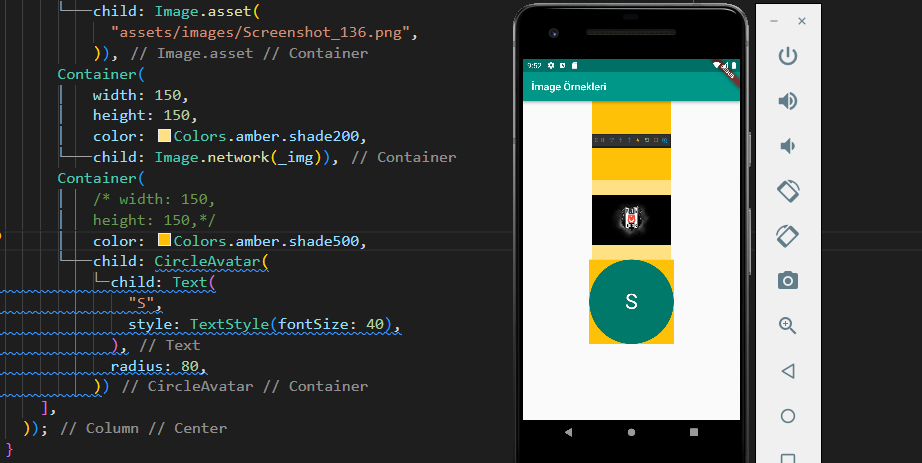 child: Image.asset(
"assets/images/Screenshot_136.png",
)), // Image.asset // Container
Container(
width: 150,
height: 150,
color: Colors.amber.shade200,
child: Image.network(_img)), // Container
Container(
/* width: 150,
height: 150,*/
color: Colors.amber.shade500,
child: CircleAvatar(
child: Text(
"S",
style: TextStyle(fontSize: 40),
), // Text
radius: 80,
)) // CircleAvatar // Container
],
)); // Column // Center
}
9:52
İmage Örnekleri
S